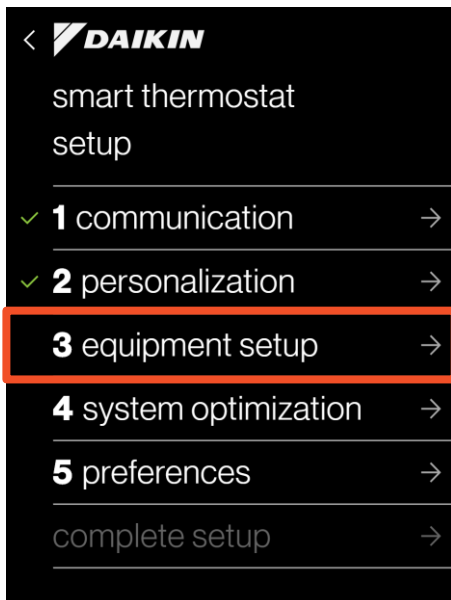 DAIKIN
smart thermostat
setup
1 communication
2 personalization
3 equipment setup
4 system optimization
5 preferences
complete setup